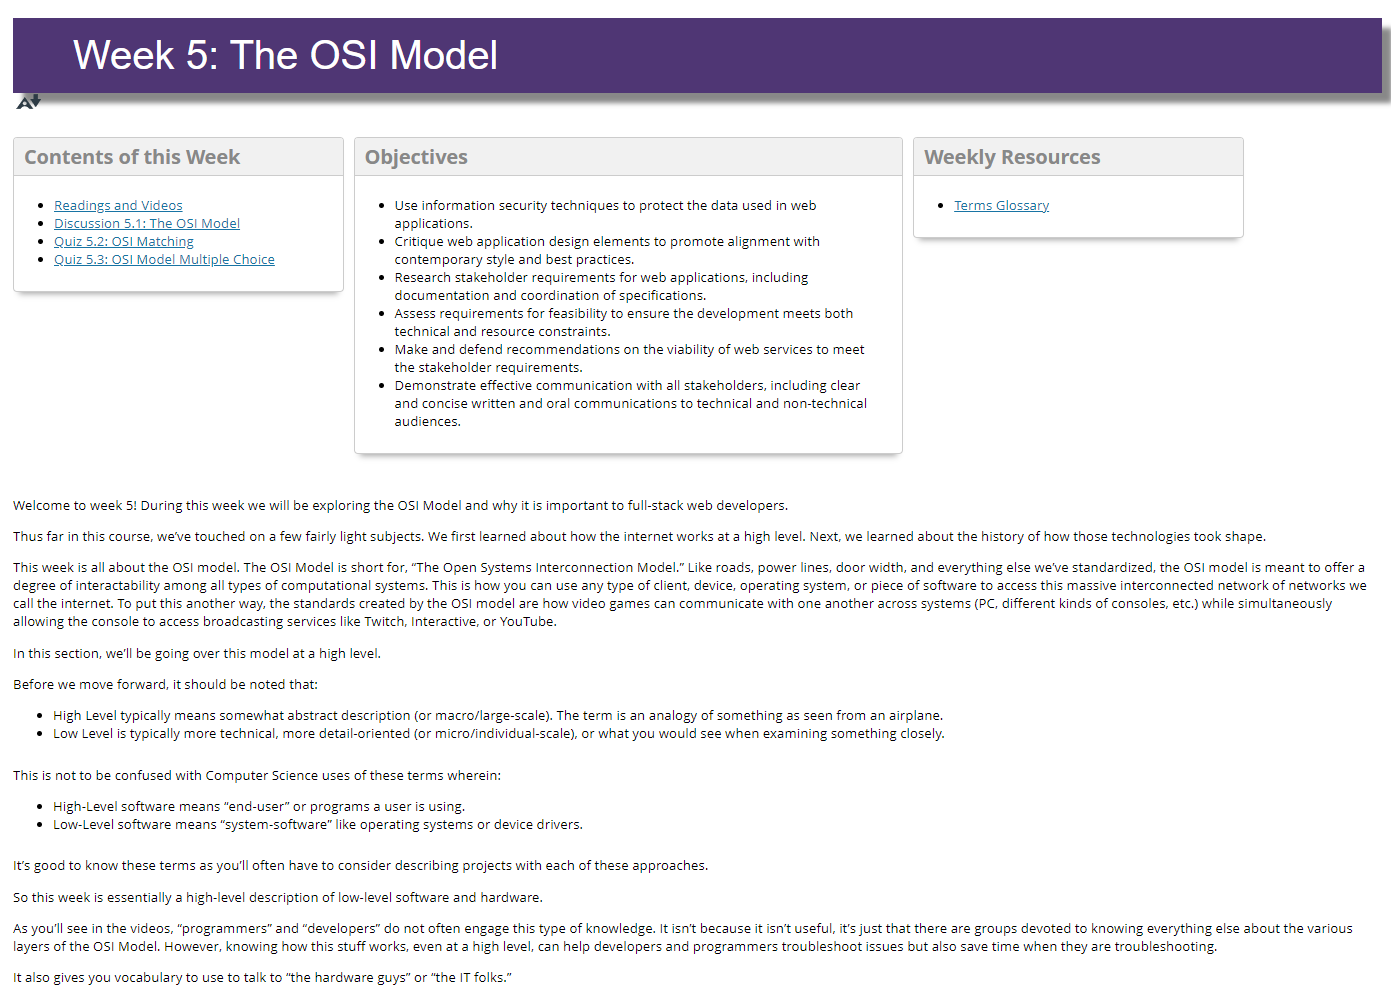 Week 5: The OSI Model
Contents of this Week
Readings and Videos
Discussion 5.1: The OSI Model
Quiz 5.2: OSI Matching
Quiz 5.3: OSI Model Multiple Choice
Objectives
Use information security techniques to protect the data used in web
applications.
Critique web application design elements to promote alignment with
contemporary style and best practices.
Research stakeholder requirements for web applications, including
documentation and coordination of specifications.
Assess requirements for feasibility to ensure the development meets both
technical and resource constraints.
Make and defend recommendations on the viability of web services to meet
the stakeholder requirements.
Demonstrate effective communication with all stakeholders, including clear
and concise written and oral communications to technical and non-technical
audiences.
Weekly Resources
Terms Glossary
Welcome to week 5! During this week we will be exploring the OSI Model and why it is important to full-stack web developers.
Thus far in this course, we’ve touched on a few fairly light subjects. We first learned about how the internet works at a high level. Next, we learned about the history of how those technologies took shape.
This week is all about the OSI model. The OSI Model is short for, “The Open Systems Interconnection Model.” Like roads, power lines, door width, and everything else we’ve standardized, the OSI model is meant to offer a
degree of interactability among all types of computational systems. This is how you can use any type of client, device, operating system, or piece of software to access this massive interconnected network of networks we
call the internet. To put this another way, the standards created by the OSI model are how video games can communicate with one another across systems (PC, different kinds of consoles, etc.) while simultaneously
allowing the console to access broadcasting services like Twitch, Interactive, or YouTube.
In this section, we’ll be going over this model at a high level.
Before we move forward, it should be noted that:
High Level typically means somewhat abstract description (or macro/large-scale). The term is an analogy of something as seen from an airplane.
Low Level is typically more technical, more detail-oriented (or micro/individual-scale), or what you would see when examining something closely.
This is not to be confused with Computer Science uses of these terms wherein:
High-Level software means “end-user” or programs a user is using.
Low-Level software means “system-software” like operating systems or device drivers.
It’s good to know these terms as you’ll often have to consider describing projects with each of these approaches.
So this week is essentially a high-level description of low-level software and hardware.
As you’ll see in the videos, “programmers” and “developers” do not often engage this type of knowledge. It isn’t because it isn’t useful, it’s just that there are groups devoted to knowing everything else about the various
layers of the OSI Model. However, knowing how this stuff works, even at a high level, can help developers and programmers troubleshoot issues but also save time when they are troubleshooting.
It also gives you vocabulary to use to talk to “the hardware guys” or “the IT folks.”